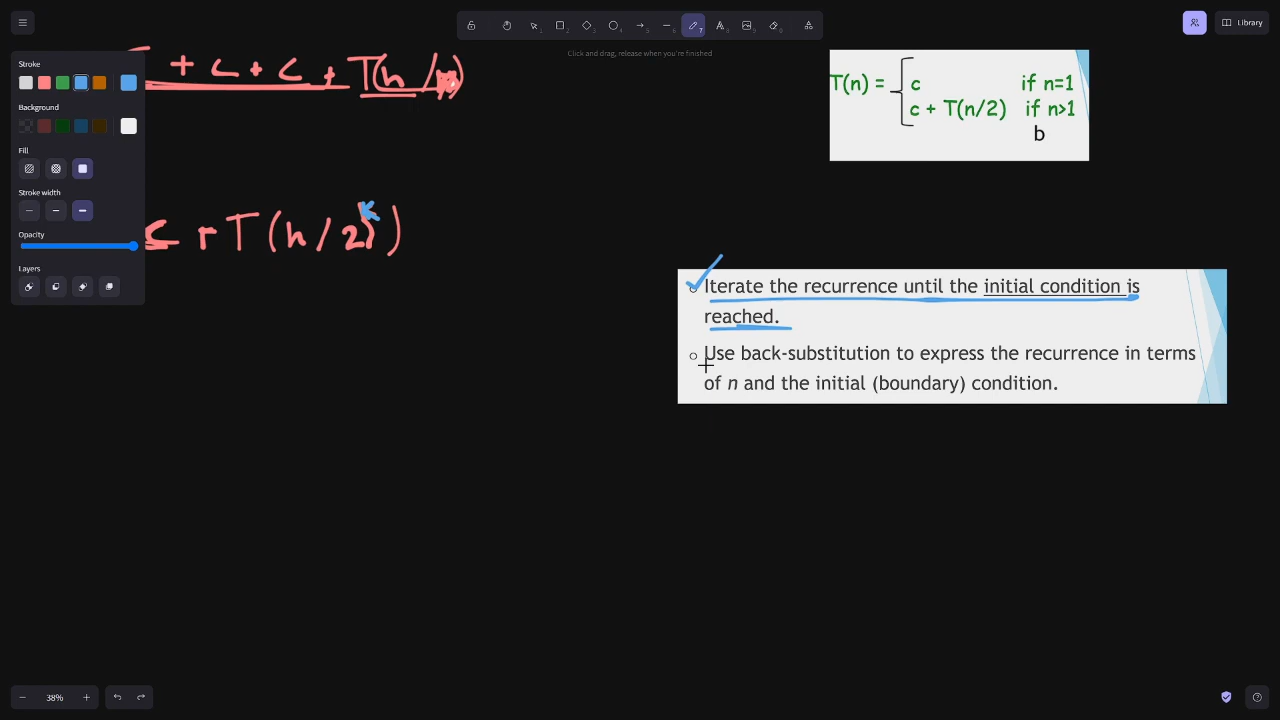 Stroke
Background
Fill
Stroke width
Opacity
Layers
Click and drag, release when you're finished
Library
+ c + c + T(n/
c + T(n/2k)
T(n) = c if n=1
c + T(n/2) if n>1
b
Iterate the recurrence until the initial condition is
reached.
Use back-substitution to express the recurrence in terms
of n and the initial (boundary) condition.
38%